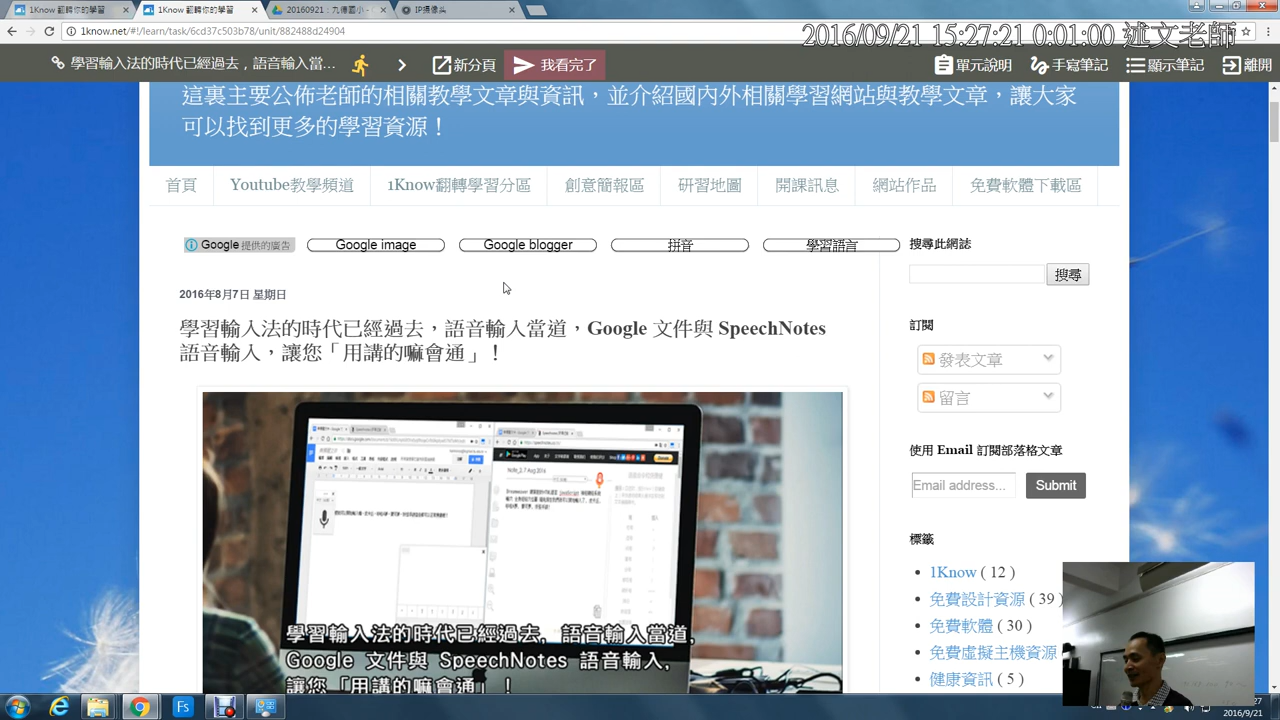 1Know 翻轉你的學習
1Know 翻轉你的學習
20160921：九德國小 -
IP摄像头
1know.net/#!/learn/task/6cd37c503b78/unit/882488d24904
2016/09/21 15:27:21 0:01:00 述文老師
學習輸入法的時代已經過去，語音輸入當...
新分頁
我看完了
單元說明
手寫筆記
顯示筆記
離開
這裏主要公佈老師的相關教學文章與資訊，並介紹國內外相關學習網站與教學文章，讓大家
可以找到更多的學習資源！
首頁
Youtube教學頻道
1Know翻轉學習分區
創意簡報區
研習地圖
開課訊息
網站作品
免費軟體下載區
Google 提供的廣告
Google image
Google blogger
拼音
學習語言
搜尋此網誌
搜尋
2016年8月7日 星期日
學習輸入法的時代已經過去，語音輸入當道，Google 文件與 SpeechNotes
語音輸入，讓您「用講的嘛會通」！
訂閱
發表文章
留言
使用 Email 訂閱部落格文章
Email address...
Submit
標籤
1Know ( 12 )
免費設計資源 ( 39 )
免費軟體 ( 30 )
免費虛擬主機資源
健康資訊 ( 5 )
學習輸入法的時代已經過去，語音輸入當道，
Google 文件與 SpeechNotes 語音輸入，
讓您「用講的嘛會通」！
Fs
2016/9/21